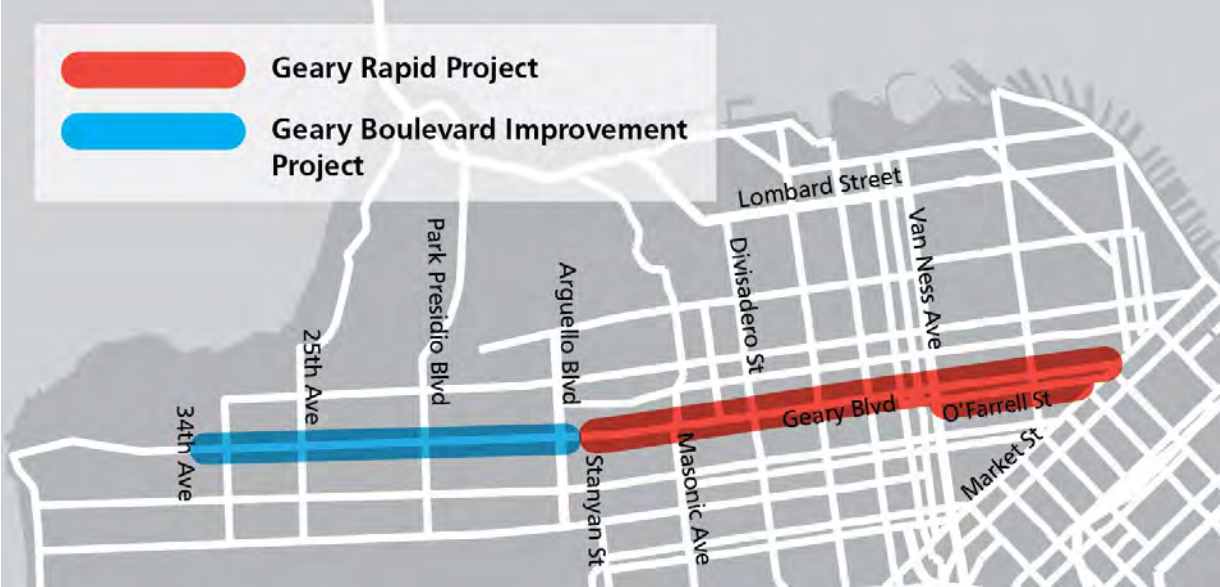 Geary Rapid Project
Geary Boulevard Improvement
Project
Lombard Street
Van Ness Ave
Park Presidio Blvd
Divisadero St
Arguello Blvd
25th Ave
34th Ave
Geary Blvd
O'Farrell St
Market St
Stanyan St
Masonic Ave